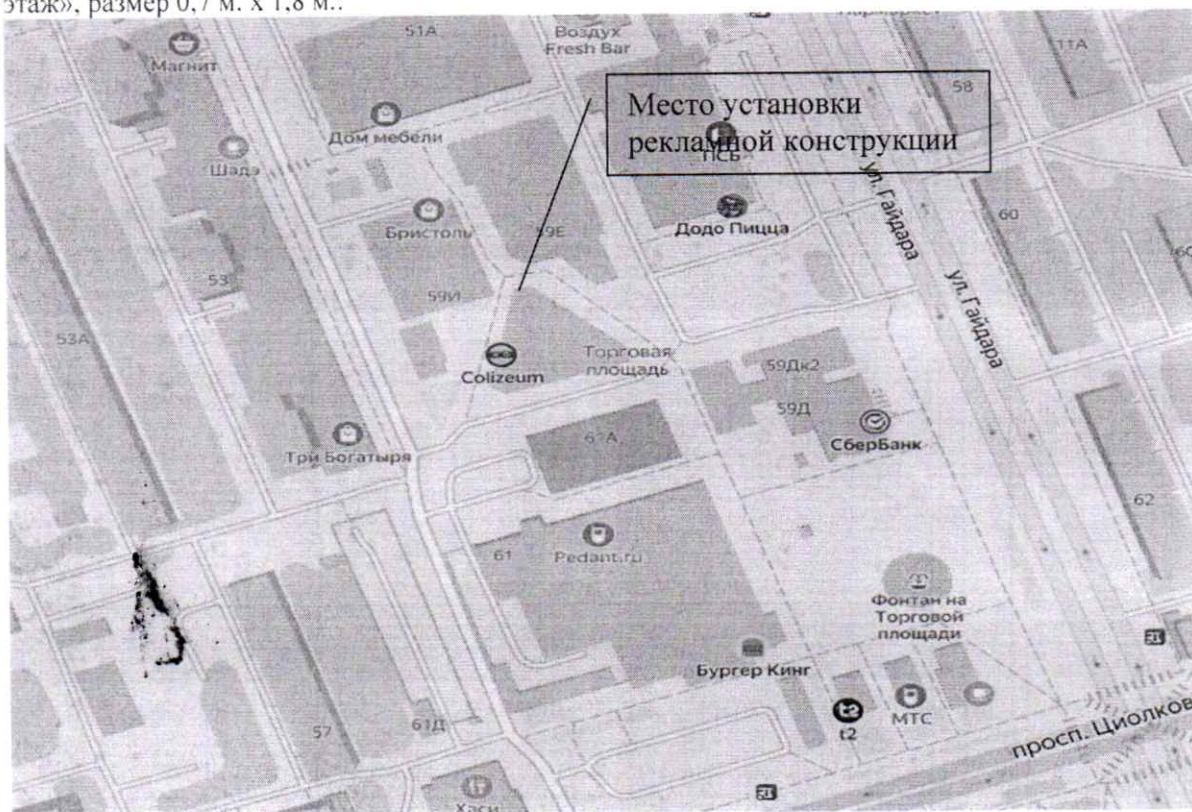 этаж», размер 0,7 м. х 1,8 м..
51А
Воздух
Fresh Bar
Магнит
11А
58
Место установки
рекламной конструкции
Дом мебели
ПСБ
Шадэ
ул. Гайдара
Додо Пицца
Бристоль
59Е
60
53
59И
ул. Гайдара
53А
Торговая
площадь
Colizeum
59Дк2
59Д
СберБанк
Три Богатыря
62
61
Pedant.ru
Фонтан на
Торговой
площади
Бургер Кинг
МТС
t2
57
61Д
просп. Циолков
Хаси